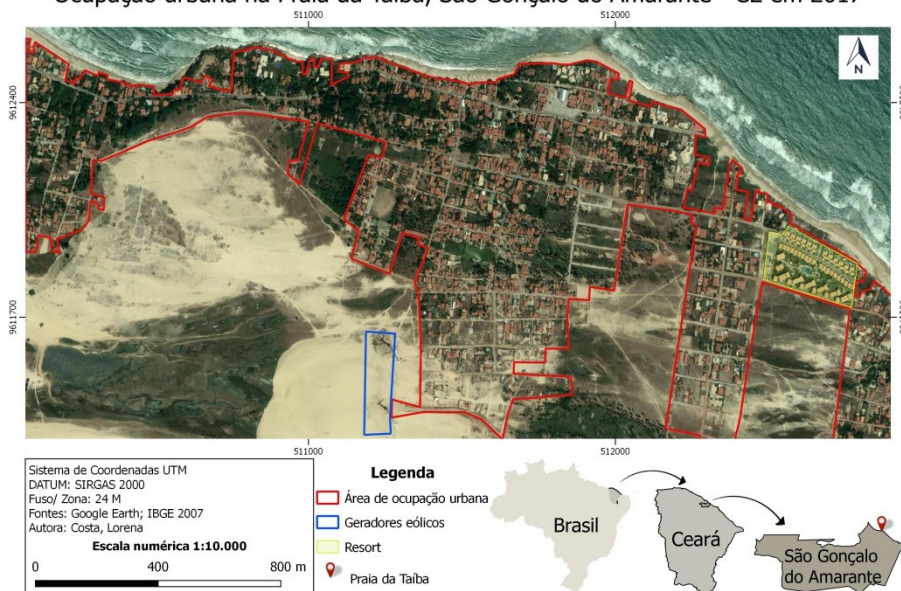 Ocupação urbana na Praia da Taíba, São Gonçalo do Amarante - CE em 2017
511000 512000
N
9612400
9611700
511000 512000
Sistema de Coordenadas UTM
DATUM: SIRGAS 2000
Fuso/ Zona: 24 M
Fontes: Google Earth; IBGE 2007
Autora: Costa, Lorena
Escala numérica 1:10.000
0 400 800 m
Legenda
Área de ocupação urbana
Geradores eólicos
Resort
Praia da Taíba
Brasil
Ceará
São Gonçalo
do Amarante